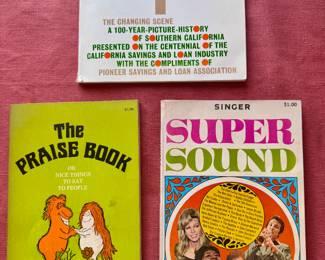 THE CHANGING SCENE
A 100-YEAR-PICTURE-HISTORY
OF SOUTHERN CALIFORNIA
PRESENTED ON THE CENTENNIAL OF THE
CALIFORNIA SAVINGS AND LOAN INDUSTRY
WITH THE COMPLIMENTS OF
PIONEER SAVINGS AND LOAN ASSOCIATION
The
PRAISE BOOK
OR
NICE THINGS
TO SAY
TO PEOPLE
SINGER
$1.00
SUPER
SOUND